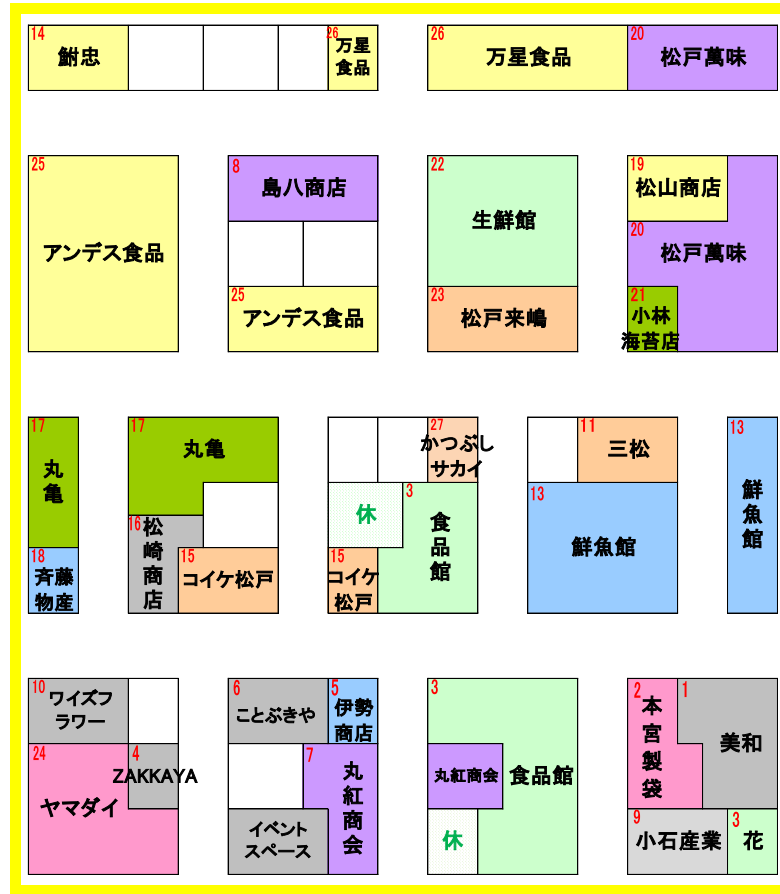 14
鮒忠
26
万星
食品
26
万星食品
20
松戸萬味
25
アンデス食品
8
島八商店
25
アンデス食品
22
生鮮館
23
松戸来嶋
19
松山商店
20
松戸萬味
21
小林
海苔店
17
丸
亀
18
斉藤
物産
17
丸亀
16
松
崎
商
店
15
コイケ松戸
27
かつぶし
サカイ
休
3
食
品
館
15
コイケ
松戸
11
三松
13
鮮魚館
13
鮮
魚
館
10
ワイズフ
ラワー
24
ヤマダイ
4
ZAKKAYA
6
ことぶきや
5
伊勢
商店
7
丸
紅
商
会
イベント
スペース
3
食品館
丸紅商会
休
2
本
宮
製
袋
1
美和
9
小石産業
3
花